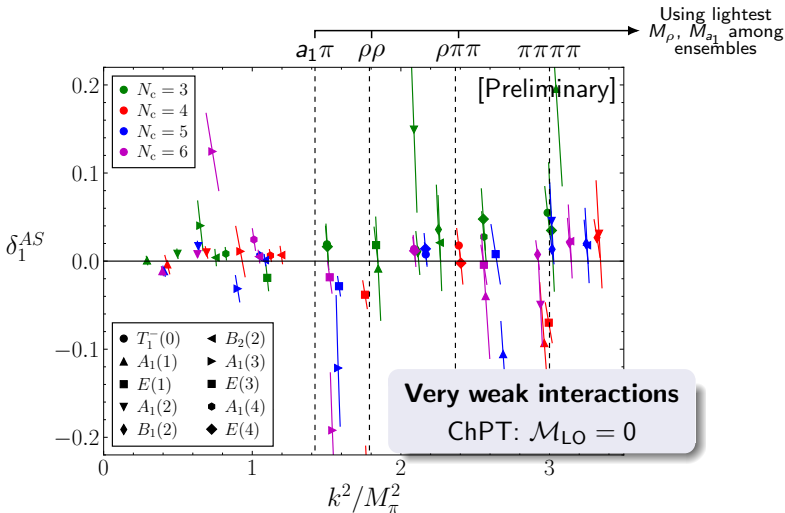 Using lightest
M_ρ, M_{a_1} among
ensembles
a_1π ρρ ρππ ππππ
[Preliminary]
N_c = 3
N_c = 4
N_c = 5
N_c = 6
0.2
0.1
0.0
−0.1
−0.2
δ_1^{AS}
T_1^−(0) B_2(2)
A_1(1) A_1(3)
E(1) E(3)
A_1(2) A_1(4)
B_1(2) E(4)
Very weak interactions
ChPT: M_LO = 0
0 1 2 3
k^2/M_π^2